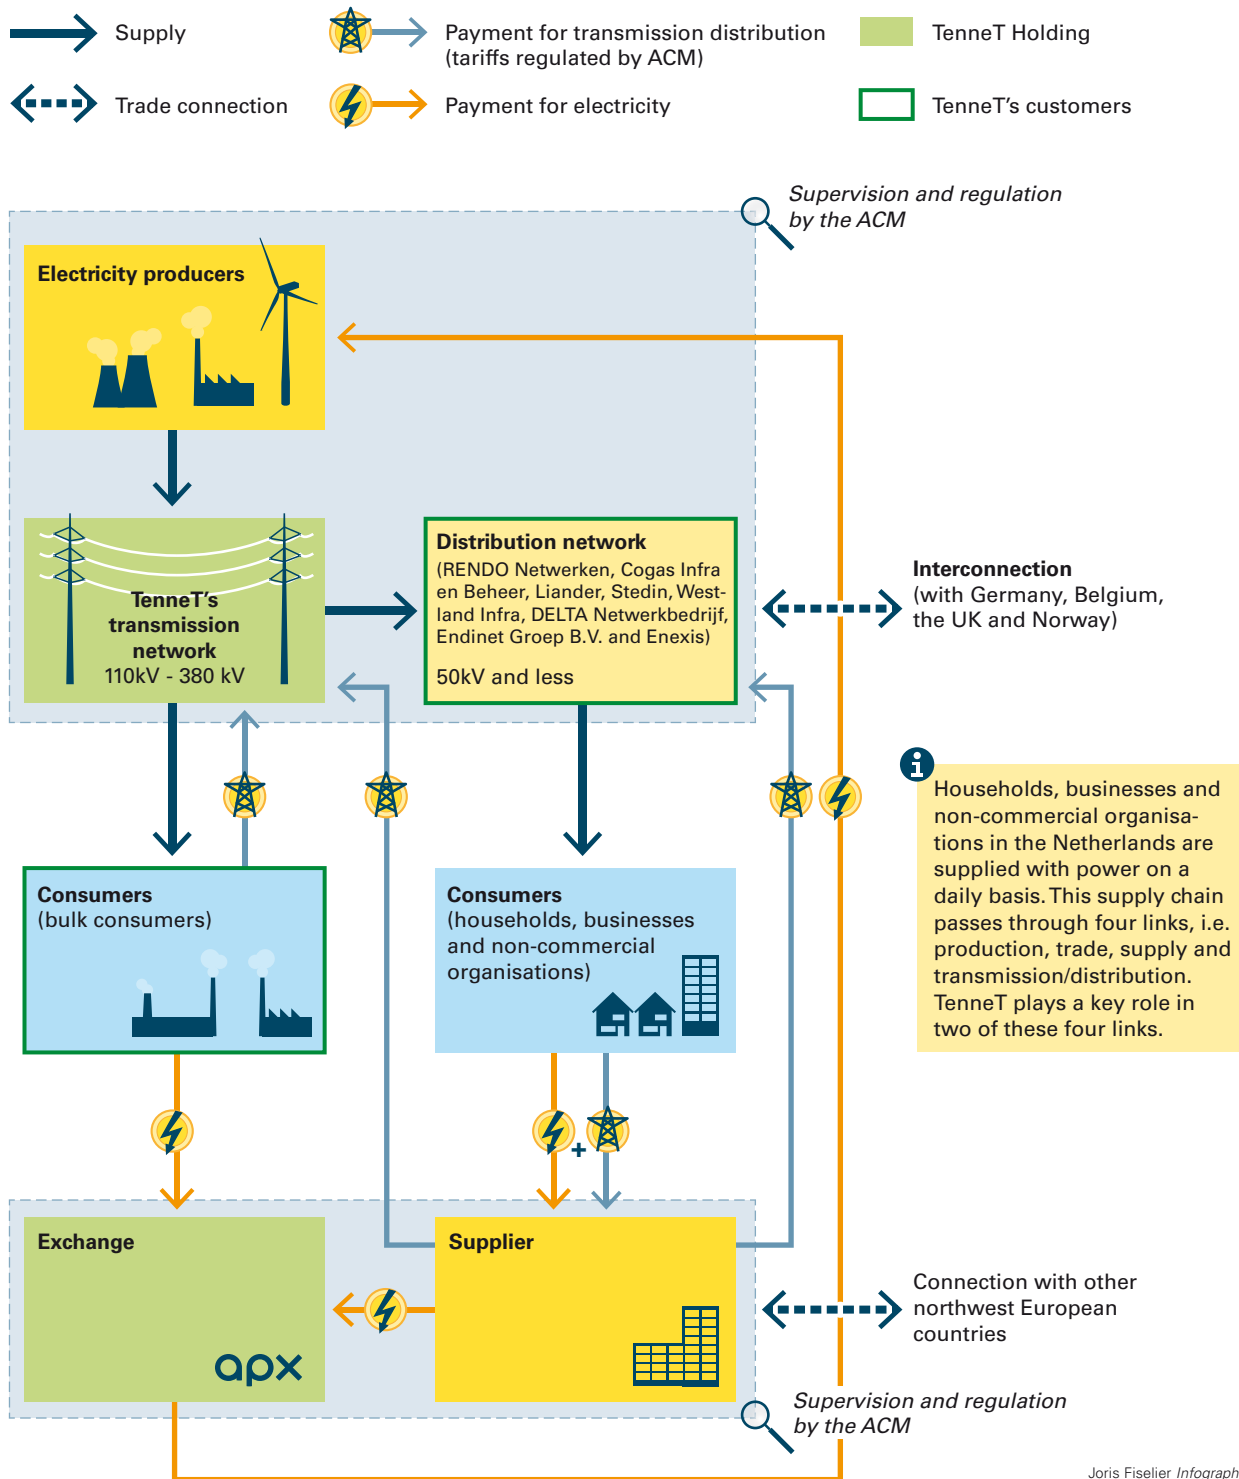 Supply
Payment for transmission distribution
(tariffs regulated by ACM)
TenneT Holding
Trade connection
Payment for electricity
TenneT's customers
Supervision and regulation
by the ACM
Electricity producers
TenneT's
transmission
network
110kV - 380 kV
Distribution network
(RENDO Netwerken, Cogas Infra
en Beheer, Liander, Stedin, West-
land Infra, DELTA Netwerkbedrijf,
Endinet Groep B.V. and Enexis)
50kV and less
Interconnection
(with Germany, Belgium,
the UK and Norway)
i
Households, businesses and
non-commercial organisa-
tions in the Netherlands are
supplied with power on a
daily basis. This supply chain
passes through four links, i.e.
production, trade, supply and
transmission/distribution.
TenneT plays a key role in
two of these four links.
Consumers
(bulk consumers)
Consumers
(households, businesses
and non-commercial
organisations)
+
Exchange
apx
Supplier
Connection with other
northwest European
countries
Supervision and regulation
by the ACM
Joris Fiselier Infograph